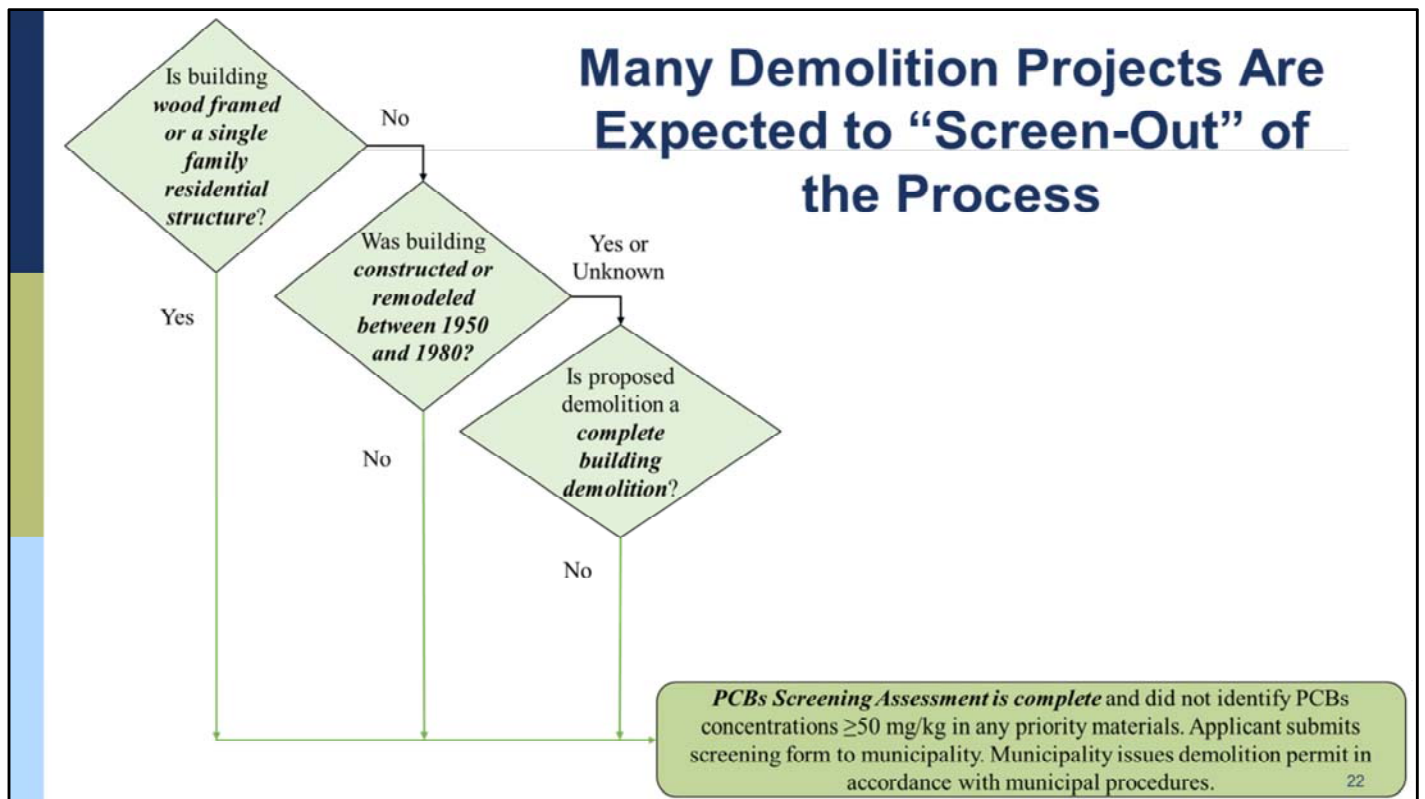 Many Demolition Projects Are
Expected to “Screen-Out” of
the Process
Is building
wood framed
or a single
family
residential
structure?
No
Yes
Was building
constructed or
remodeled
between 1950
and 1980?
Yes or
Unknown
No
Is proposed
demolition a
complete
building
demolition?
No
PCBs Screening Assessment is complete and did not identify PCBs
concentrations ≥50 mg/kg in any priority materials. Applicant submits
screening form to municipality. Municipality issues demolition permit in
accordance with municipal procedures.
22